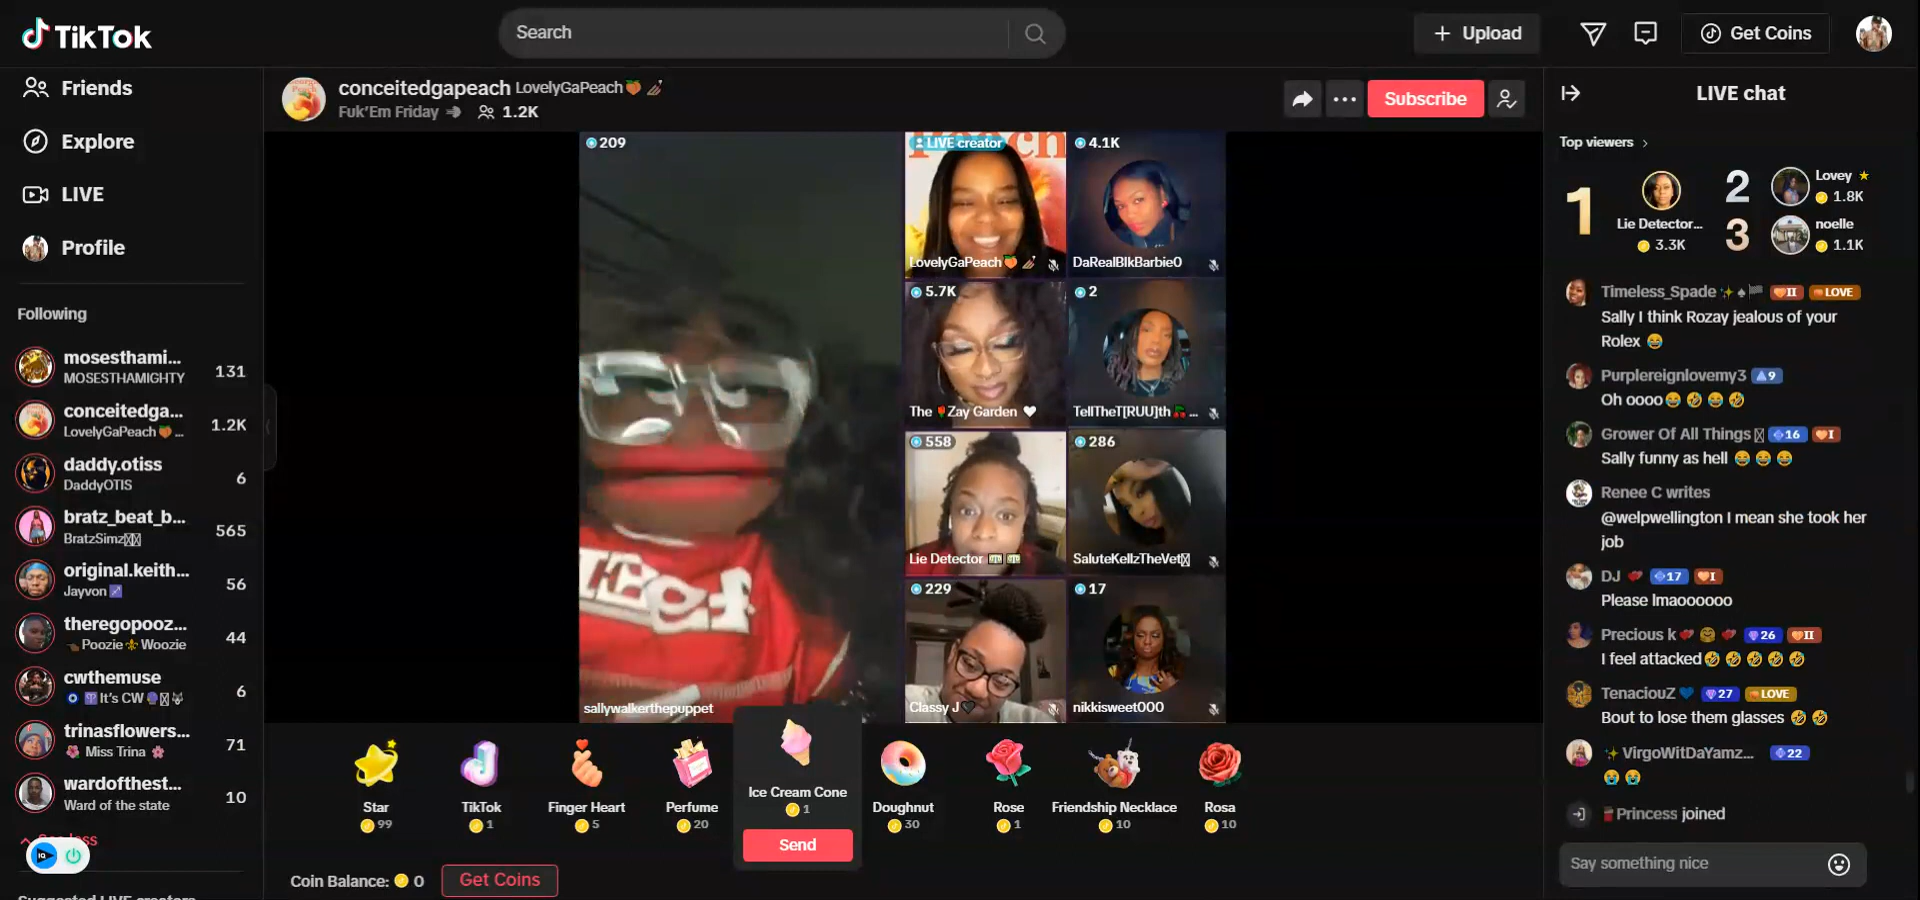 TikTok
Search
Upload
Get Coins
Friends
Explore
LIVE
Profile
Following
mosesthami...
MOSESTHAMIGHTY
131
conceitedga...
LovelyGaPeach🍑...
1.2K
daddy.otiss
DaddyOTIS
6
bratz_beat_b...
BratzSimz
565
original.keith...
Jayvon
56
theregopooz...
Poozie⚜Woozie
44
cwthemuse
It's CW
6
trinasflowers...
🌺 Miss Trina 🌸
71
wardofthest...
Ward of the state
10
See less
Suggested LIVE creators
conceitedgapeach LovelyGaPeach🍑💅🏾
Fuk'Em Friday 1.2K
Subscribe
209
sallywalkerthepuppet
LIVE creator
LovelyGaPeach🍑💅🏾
4.1K
DaRealBlkBarbie0
5.7K
The 🌹Zay Garden 🤍
2
TellTheT[RUU]th🍒...
558
Lie Detector
286
SaluteKellzTheVet
229
Classy J🖤
17
nikkisweet000
Star
99
TikTok
1
Finger Heart
5
Perfume
20
Ice Cream Cone
1
Send
Doughnut
30
Rose
1
Friendship Necklace
10
Rosa
10
Coin Balance: 0
Get Coins
LIVE chat
Top viewers
1
Lie Detector...
3.3K
2
Lovey ⭐
1.8K
3
noelle
1.1K
Timeless_Spade✨♠🏴 II LOVE
Sally I think Rozay jealous of your
Rolex 😂
Purplereignlovemy3 9
Oh oooo😂🤣😂🤣
Grower Of All Things 16 I
Sally funny as hell 😂😂😂
Renee C writes
@welpwellington I mean she took her
job
DJ ❤ 17 I
Please lmaoooooo
Precious k 26 II
I feel attacked🤣🤣🤣🤣🤣
TenaciouZ💙 27 LOVE
Bout to lose them glasses 🤣🤣
✨VirgoWitDaYamz... 22
😭😭
Princess joined
Say something nice